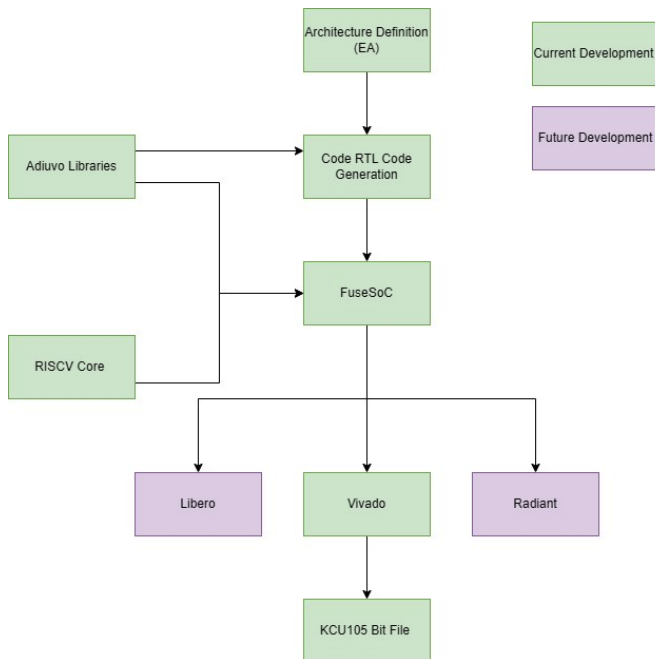 Architecture Definition
(EA)
Current Development
Future Development
Adiuvo Libraries
Code RTL Code
Generation
FuseSoC
RISCV Core
Libero
Vivado
Radiant
KCU105 Bit File